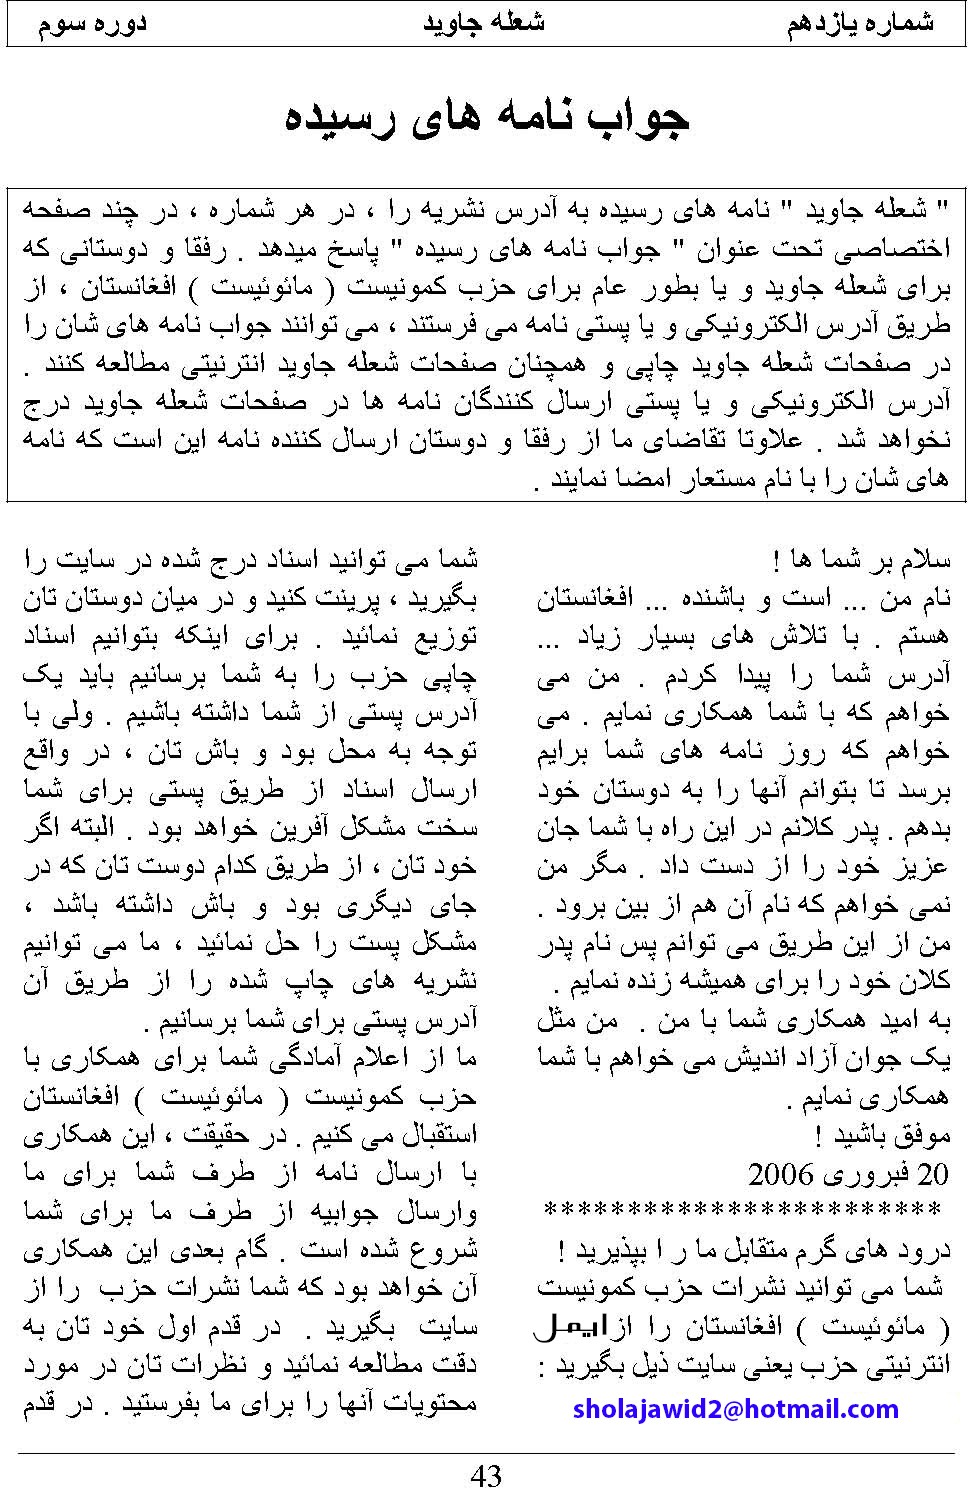 شماره یازدهم شعله جاوید دوره سوم
جواب نامه های رسیده
" شعله جاوید " نامه های رسیده به آدرس نشریه را ، در هر شماره ، در چند صفحه
اختصاصی تحت عنوان " جواب نامه های رسیده " پاسخ میدهد . رفقا و دوستانی که
برای شعله جاوید و یا بطور عام برای حزب کمونیست ( مائوئیست ) افغانستان ، از
طریق آدرس الکترونیکی و یا پستی نامه می فرستند ، می توانند جواب نامه های شان را
در صفحات شعله جاوید چاپی و همچنان صفحات شعله جاوید انترنیتی مطالعه کنند .
آدرس الکترونیکی و یا پستی ارسال کنندگان نامه ها در صفحات شعله جاوید درج
نخواهد شد . علاوتا تقاضای ما از رفقا و دوستان ارسال کننده نامه این است که نامه
های شان را با نام مستعار امضا نمایند .
سلام بر شما ها !
نام من ... است و باشنده ... افغانستان
هستم . با تلاش های بسیار زیاد ...
آدرس شما را پیدا کردم . من می
خواهم که با شما همکاری نمایم . می
خواهم که روز نامه های شما برایم
برسد تا بتوانم آنها را به دوستان خود
بدهم . پدر کلانم در این راه با شما جان
عزیز خود را از دست داد . مگر من
نمی خواهم که نام آن هم از بین برود .
من از این طریق می توانم پس نام پدر
کلان خود را برای همیشه زنده نمایم .
به امید همکاری شما با من . من مثل
یک جوان آزاد اندیش می خواهم با شما
همکاری نمایم .
موفق باشید !
20 فبروری 2006
************************
درود های گرم متقابل ما ر ا بپذیرید !
شما می توانید نشرات حزب کمونیست
( مائوئیست ) افغانستان را از ایمل
انترنیتی حزب یعنی سایت ذیل بگیرید :
sholajawid2@hotmail.com
شما می توانید اسناد درج شده در سایت را
بگیرید ، پرینت کنید و در میان دوستان تان
توزیع نمائید . برای اینکه بتوانیم اسناد
چاپی حزب را به شما برسانیم باید یک
آدرس پستی از شما داشته باشیم . ولی با
توجه به محل بود و باش تان ، در واقع
ارسال اسناد از طریق پستی برای شما
سخت مشکل آفرین خواهد بود . البته اگر
خود تان ، از طریق کدام دوست تان که در
جای دیگری بود و باش داشته باشد ،
مشکل پست را حل نمائید ، ما می توانیم
نشریه های چاپ شده را از طریق آن
آدرس پستی برای شما برسانیم .
ما از اعلام آمادگی شما برای همکاری با
حزب کمونیست ( مائوئیست ) افغانستان
استقبال می کنیم . در حقیقت ، این همکاری
با ارسال نامه از طرف شما برای ما
وارسال جوابیه از طرف ما برای شما
شروع شده است . گام بعدی این همکاری
آن خواهد بود که شما نشرات حزب را از
سایت بگیرید . در قدم اول خود تان به
دقت مطالعه نمائید و نظرات تان در مورد
محتویات آنها را برای ما بفرستید . در قدم
43